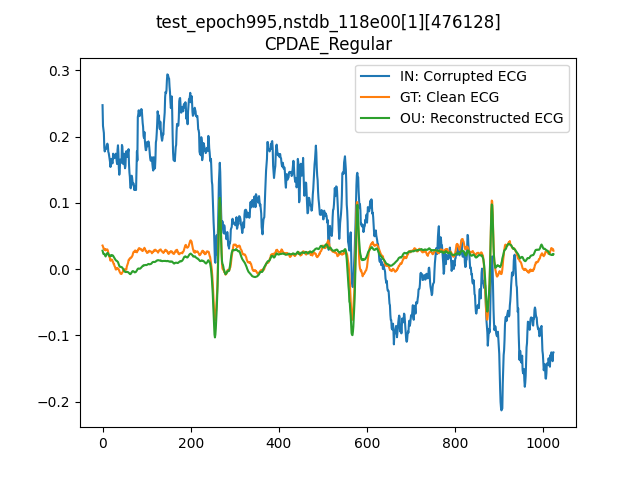 test_epoch995,nstdb_118e00[1][476128]
CPDAE_Regular
IN: Corrupted ECG
GT: Clean ECG
OU: Reconstructed ECG
0.3
0.2
0.1
0.0
−0.1
−0.2
0 200 400 600 800 1000